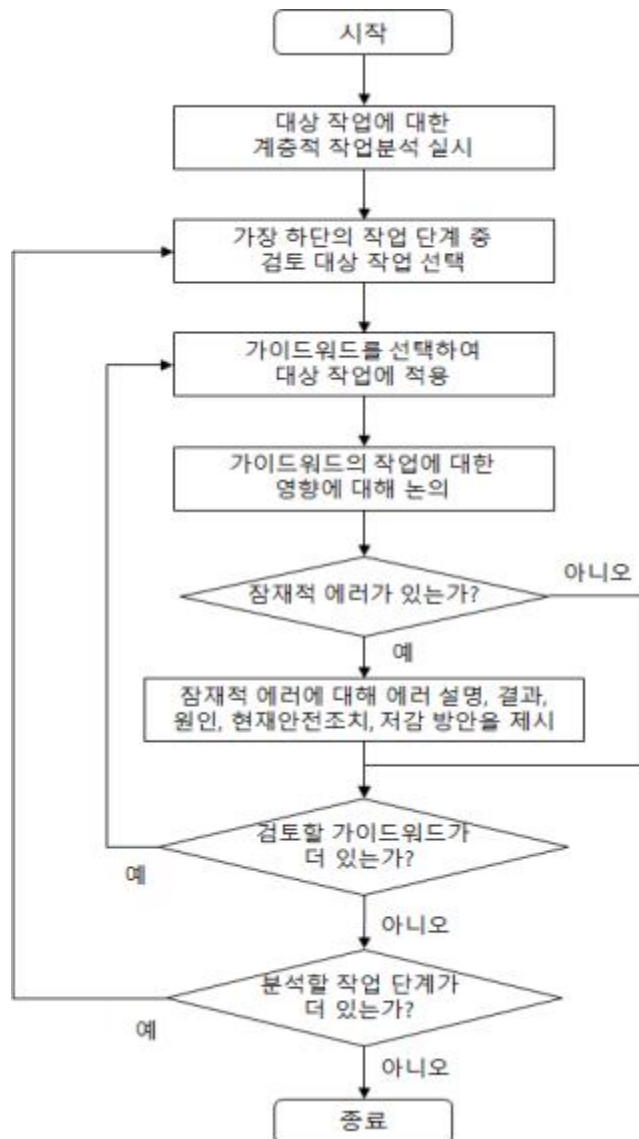 시작
대상 작업에 대한
계층적 작업분석 실시
가장 하단의 작업 단계 중
검토 대상 작업 선택
가이드워드를 선택하여
대상 작업에 적용
가이드워드의 작업에 대한
영향에 대해 논의
아니오
잠재적 에러가 있는가?
예
잠재적 에러에 대해 에러 설명, 결과,
원인, 현재안전조치, 저감 방안을 제시
검토할 가이드워드가
더 있는가?
예
아니오
분석할 작업 단계가
더 있는가?
예
아니오
종료